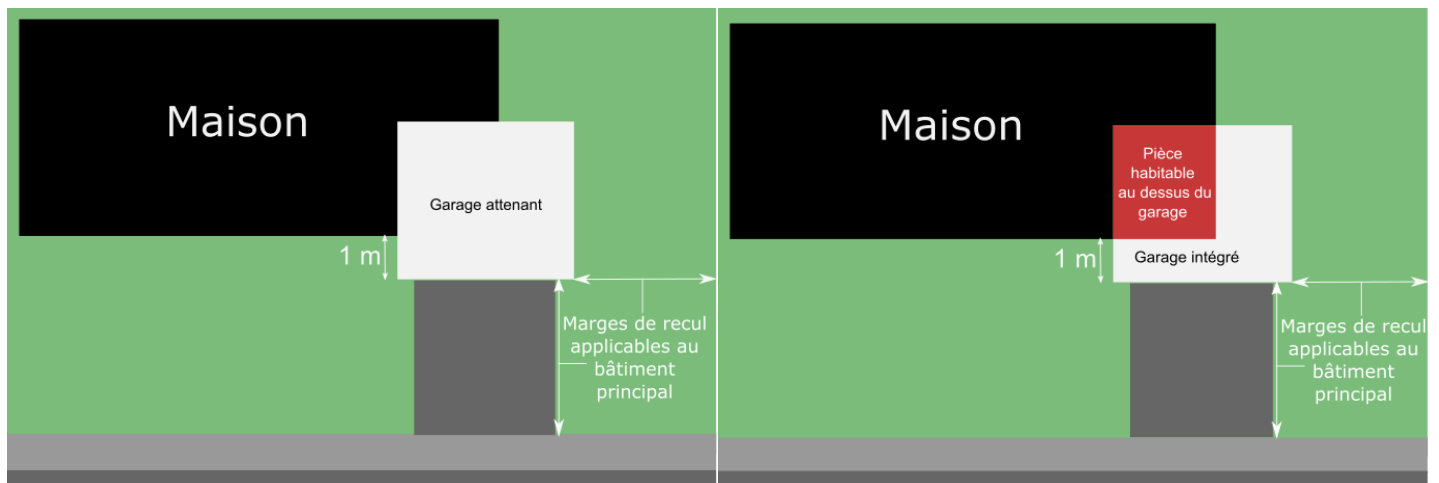 Maison
Garage attenant
1 m
Marges de recul
applicables au
bâtiment
principal
Maison
Pièce
habitable
au dessus du
garage
Garage intégré
1 m
Marges de recul
applicables au
bâtiment
principal